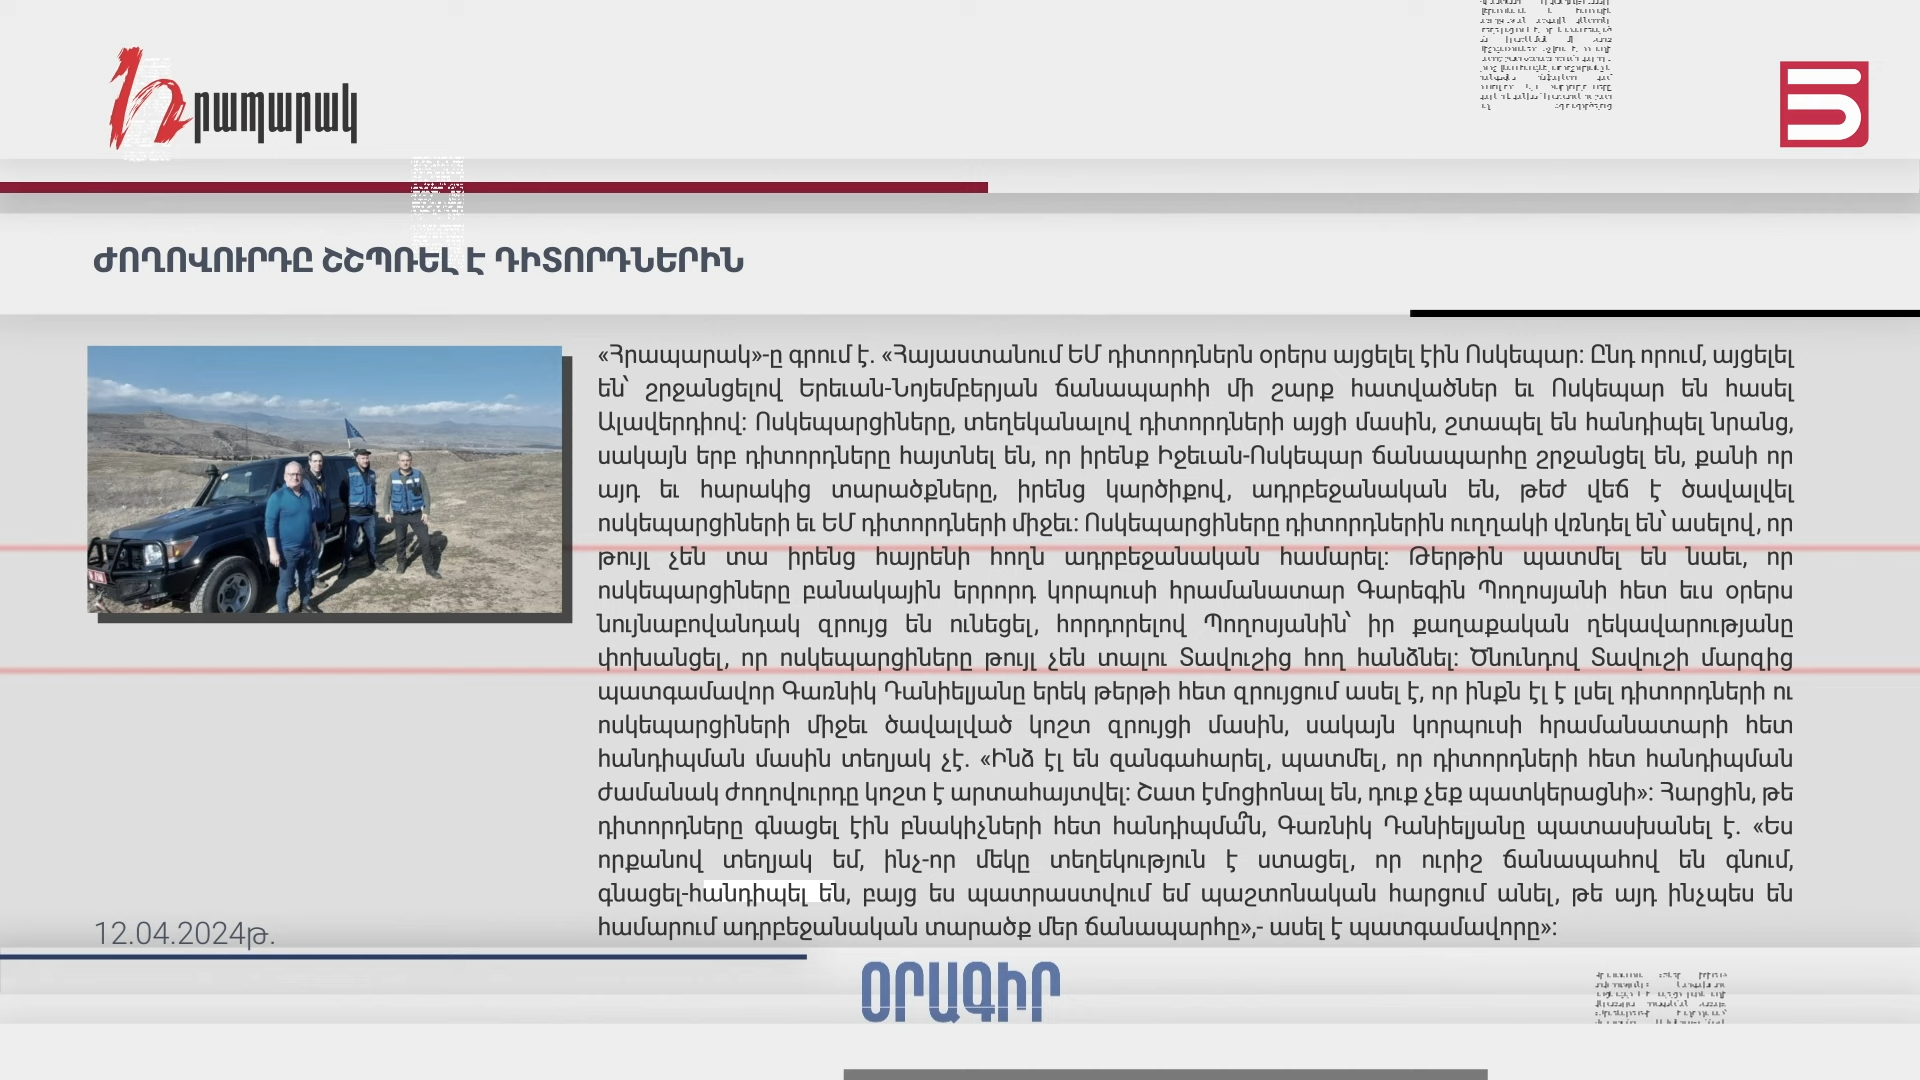 Հրապարակ
5
ԺՈՂՈՎՈՒՐԴԸ ՇՇՊՌԵԼ Է ԴԻՏՈՐԴՆԵՐԻՆ
«Հրապարակ»-ը գրում է. «Հայաստանում ԵՄ դիտորդներն օրերս այցելել էին Ոսկեպար: Ընդ որում, այցելել
են՝ շրջանցելով Երեւան-Նոյեմբերյան ճանապարհի մի շարք հատվածներ եւ Ոսկեպար են հասել
Ալավերդիով: Ոսկեպարցիները, տեղեկանալով դիտորդների այցի մասին, շտապել են հանդիպել նրանց,
սակայն երբ դիտորդները հայտնել են, որ իրենք Իջեւան-Ոսկեպար ճանապարհը շրջանցել են, քանի որ
այդ եւ հարակից տարածքները, իրենց կարծիքով, ադրբեջանական են, թեժ վեճ է ծավալվել
ոսկեպարցիների եւ ԵՄ դիտորդների միջեւ: Ոսկեպարցիները դիտորդներին ուղղակի վռնդել են՝ ասելով, որ
թույլ չեն տա իրենց հայրենի հողն ադրբեջանական համարել: Թերթին պատմել են նաեւ, որ
ոսկեպարցիները բանակային երրորդ կորպուսի հրամանատար Գարեգին Պողոսյանի հետ եւս օրերս
նույնաբովանդակ զրույց են ունեցել, հորդորելով Պողոսյանին՝ իր քաղաքական ղեկավարությանը
փոխանցել, որ ոսկեպարցիները թույլ չեն տալու Տավուշից հող հանձնել: Ծնունդով Տավուշի մարզից
պատգամավոր Գառնիկ Դանիելյանը երեկ թերթի հետ զրույցում ասել է, որ ինքն էլ է լսել դիտորդների ու
ոսկեպարցիների միջեւ ծավալված կոշտ զրույցի մասին, սակայն կորպուսի հրամանատարի հետ
հանդիպման մասին տեղյակ չէ. «Ինձ էլ են զանգահարել, պատմել, որ դիտորդների հետ հանդիպման
ժամանակ ժողովուրդը կոշտ է արտահայտվել: Շատ էմոցիոնալ են, դուք չեք պատկերացնի»: Հարցին, թե
դիտորդները գնացել էին բնակիչների հետ հանդիպմա՞ն, Գառնիկ Դանիելյանը պատասխանել է. «Ես
որքանով տեղյակ եմ, ինչ-որ մեկը տեղեկություն է ստացել, որ ուրիշ ճանապահով են գնում,
գնացել-հանդիպել են, բայց ես պատրաստվում եմ պաշտոնական հարցում անել, թե այդ ինչպես են
համարում ադրբեջանական տարածք մեր ճանապարհը»,- ասել է պատգամավորը»:
12.04.2024թ.
ՕՐԱԳԻՐ